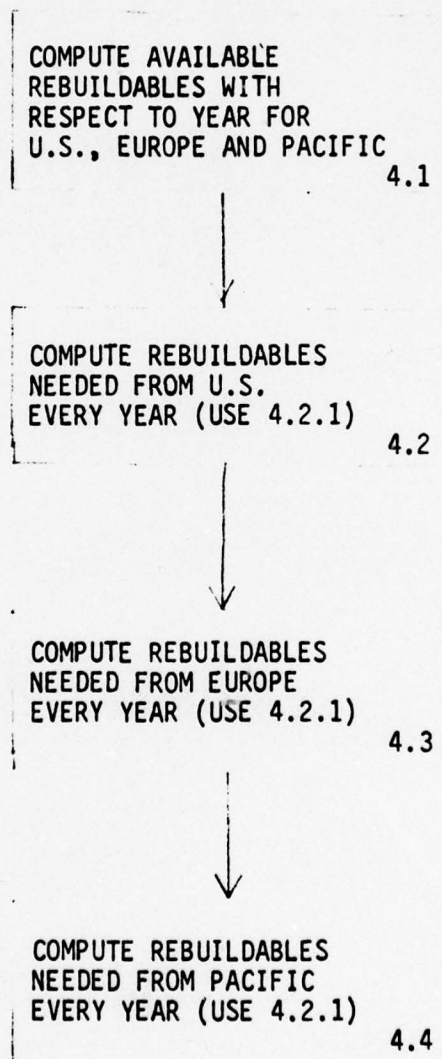 COMPUTE AVAILABLE
REBUILDABLES WITH
RESPECT TO YEAR FOR
U.S., EUROPE AND PACIFIC
4.1
COMPUTE REBUILDABLES
NEEDED FROM U.S.
EVERY YEAR (USE 4.2.1)
4.2
COMPUTE REBUILDABLES
NEEDED FROM EUROPE
EVERY YEAR (USE 4.2.1)
4.3
COMPUTE REBUILDABLES
NEEDED FROM PACIFIC
EVERY YEAR (USE 4.2.1)
4.4